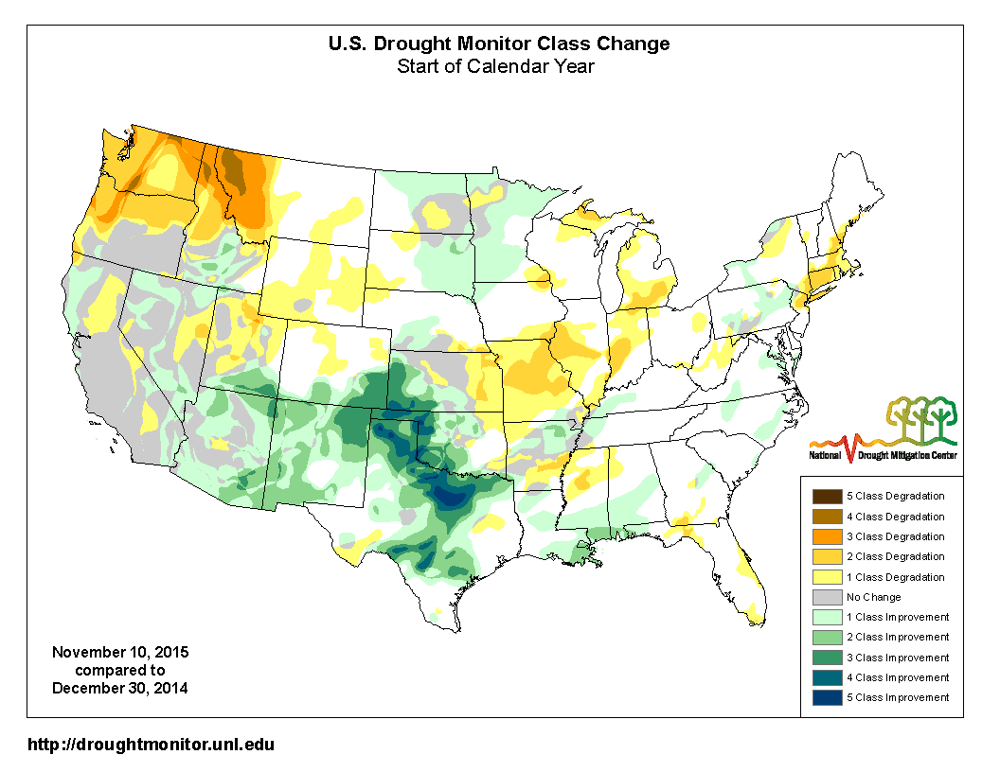 U.S. Drought Monitor Class Change
Start of Calendar Year
National Drought Mitigation Center
5 Class Degradation
4 Class Degradation
3 Class Degradation
2 Class Degradation
1 Class Degradation
No Change
1 Class Improvement
2 Class Improvement
3 Class Improvement
4 Class Improvement
5 Class Improvement
November 10, 2015
compared to
December 30, 2014
http://droughtmonitor.unl.edu